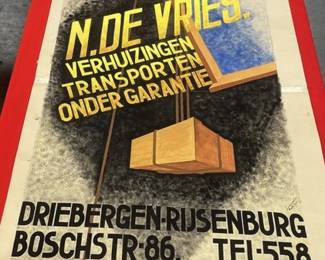 N. DE VRIES.
VERHUIZINGEN
TRANSPORTEN
ONDER GARANTIE
DRIEBERGEN-RIJSENBURG
BOSCHSTR-86. TEL-558